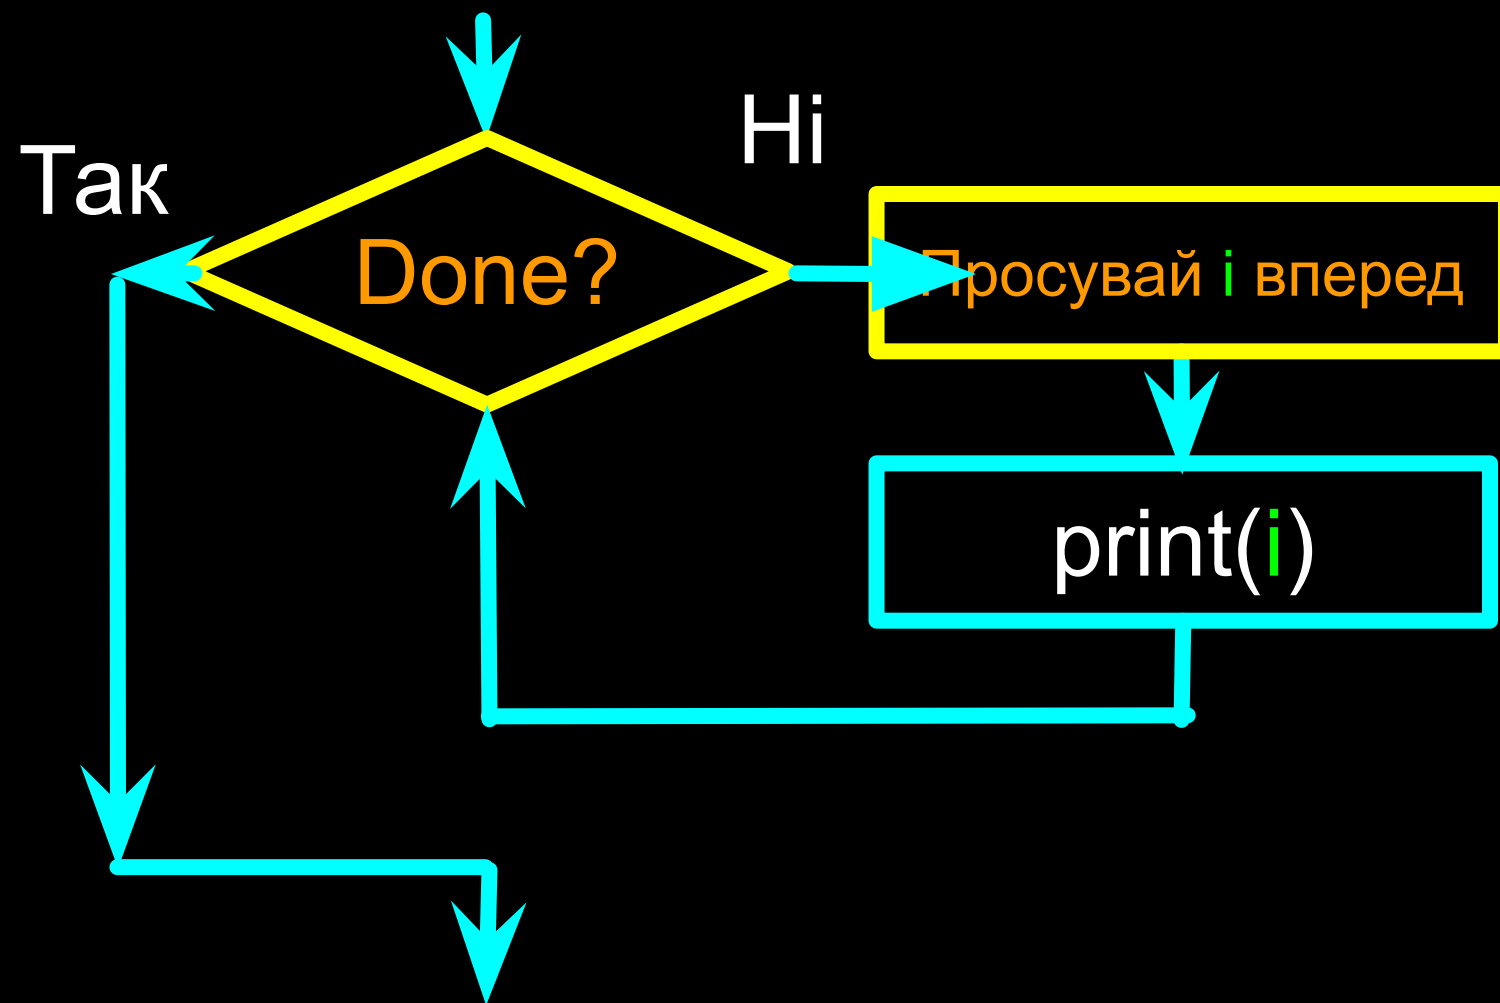 Ні
Так
Done?
Просувай i вперед
print(i)